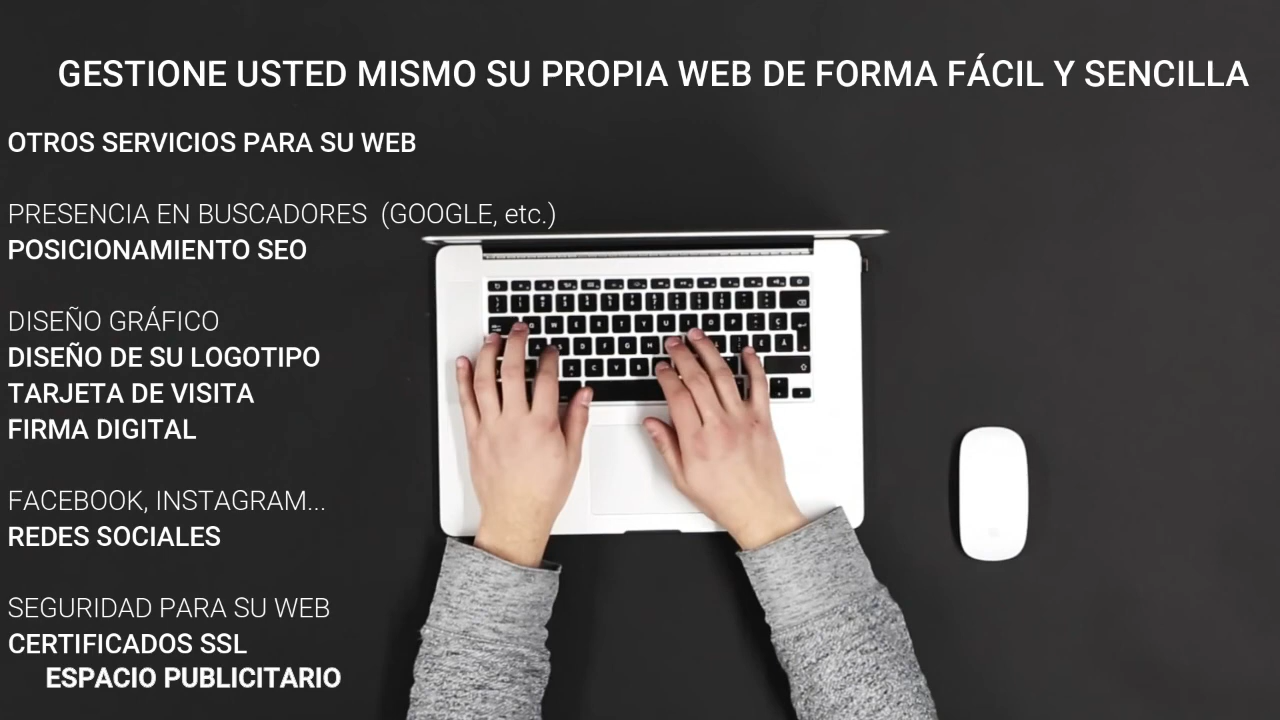 GESTIONE USTED MISMO SU PROPIA WEB DE FORMA FÁCIL Y SENCILLA
OTROS SERVICIOS PARA SU WEB
PRESENCIA EN BUSCADORES (GOOGLE, etc.)
POSICIONAMIENTO SEO
DISEÑO GRÁFICO
DISEÑO DE SU LOGOTIPO
TARJETA DE VISITA
FIRMA DIGITAL
FACEBOOK, INSTAGRAM...
REDES SOCIALES
SEGURIDAD PARA SU WEB
CERTIFICADOS SSL
ESPACIO PUBLICITARIO